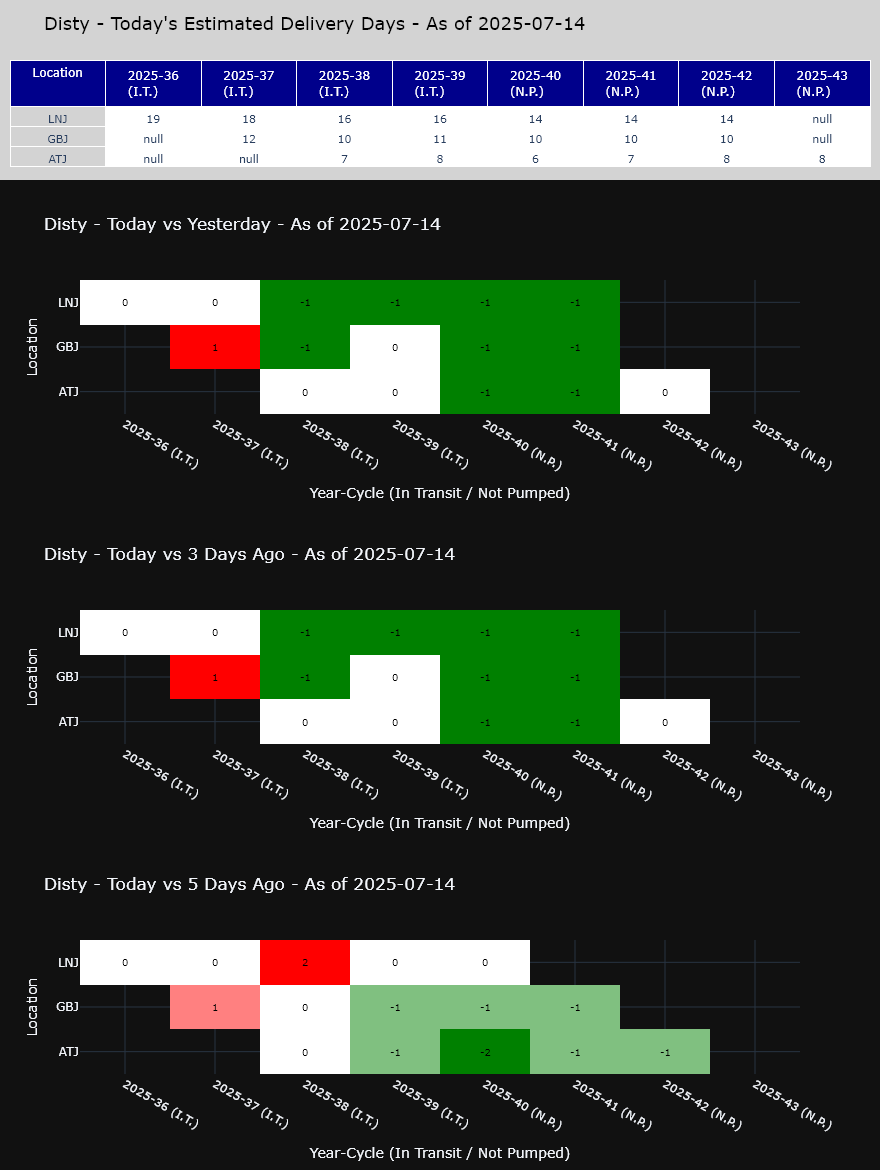 Disty - Today's Estimated Delivery Days - As of 2025-07-14
Location 2025-36 (I.T.) 2025-37 (I.T.) 2025-38 (I.T.) 2025-39 (I.T.) 2025-40 (N.P.) 2025-41 (N.P.) 2025-42 (N.P.) 2025-43 (N.P.)
LNJ 19 18 16 16 14 14 14 null
GBJ null 12 10 11 10 10 10 null
ATJ null null 7 8 6 7 8 8
Disty - Today vs Yesterday - As of 2025-07-14
Location
LNJ 0 0 -1 -1 -1 -1
GBJ 1 -1 0 -1 -1
ATJ 0 0 -1 -1 0
2025-36 (I.T.) 2025-37 (I.T.) 2025-38 (I.T.) 2025-39 (I.T.) 2025-40 (N.P.) 2025-41 (N.P.) 2025-42 (N.P.) 2025-43 (N.P.)
Year-Cycle (In Transit / Not Pumped)
Disty - Today vs 3 Days Ago - As of 2025-07-14
Location
LNJ 0 0 -1 -1 -1 -1
GBJ 1 -1 0 -1 -1
ATJ 0 0 -1 -1 0
2025-36 (I.T.) 2025-37 (I.T.) 2025-38 (I.T.) 2025-39 (I.T.) 2025-40 (N.P.) 2025-41 (N.P.) 2025-42 (N.P.) 2025-43 (N.P.)
Year-Cycle (In Transit / Not Pumped)
Disty - Today vs 5 Days Ago - As of 2025-07-14
Location
LNJ 0 0 2 0 0
GBJ 1 0 -1 -1 -1
ATJ 0 -1 -2 -1 -1
2025-36 (I.T.) 2025-37 (I.T.) 2025-38 (I.T.) 2025-39 (I.T.) 2025-40 (N.P.) 2025-41 (N.P.) 2025-42 (N.P.) 2025-43 (N.P.)
Year-Cycle (In Transit / Not Pumped)